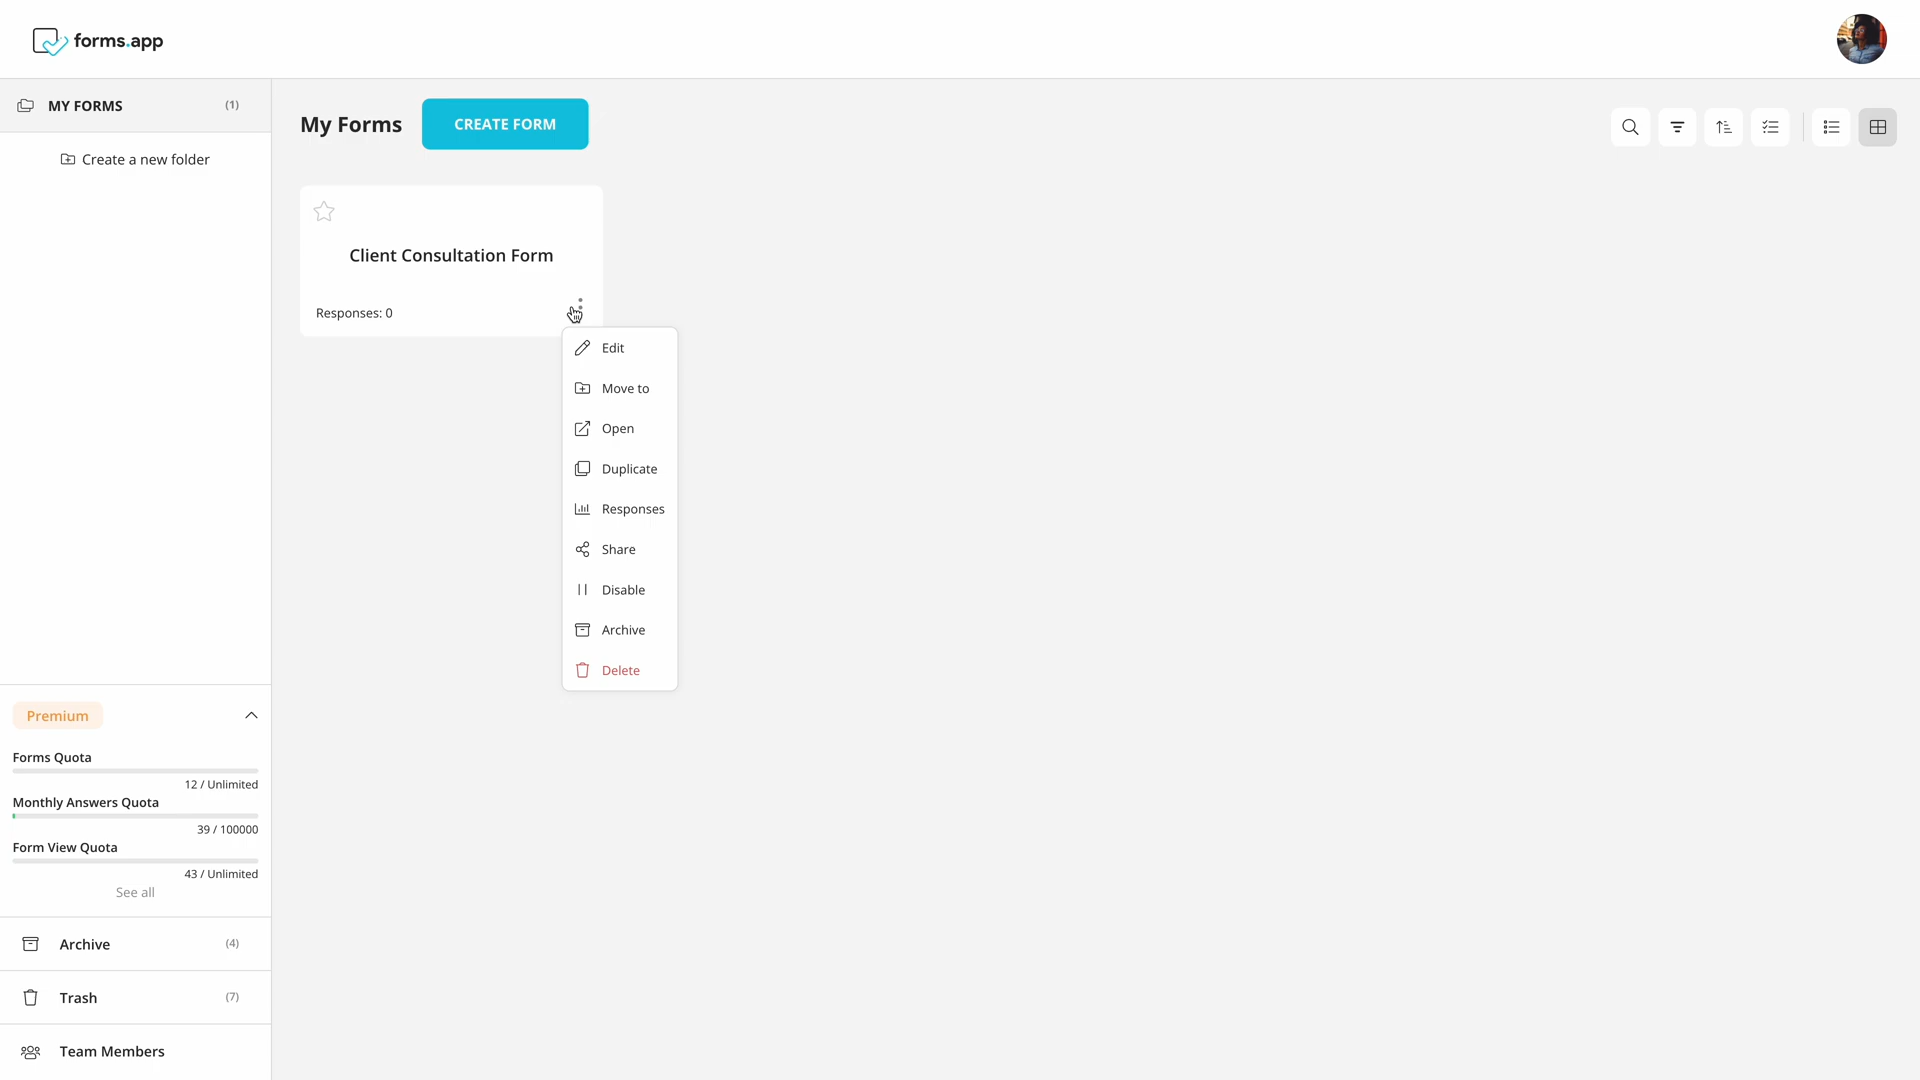 forms.app
MY FORMS (1)
Create a new folder
My Forms
CREATE FORM
Client Consultation Form
Responses: 0
Edit
Move to
Open
Duplicate
Responses
Share
Disable
Archive
Delete
Premium
Forms Quota
12 / Unlimited
Monthly Answers Quota
39 / 100000
Form View Quota
43 / Unlimited
See all
Archive (4)
Trash (7)
Team Members